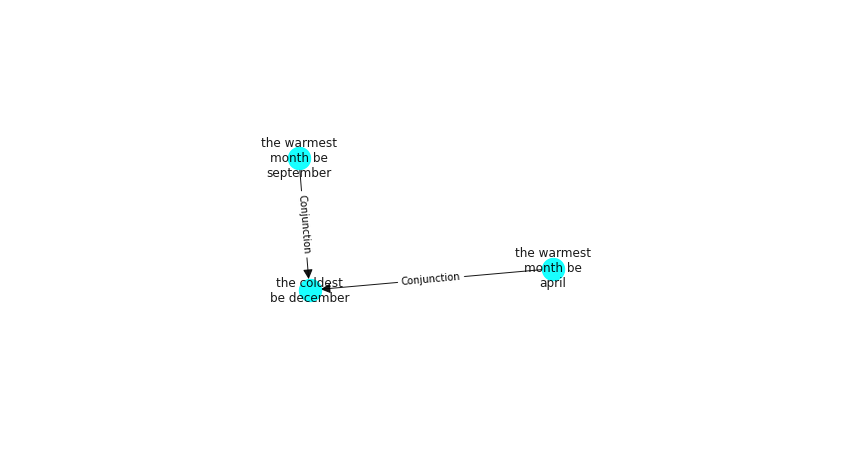 the warmest
month be
september
Conjunction
the warmest
month be
april
Conjunction
the coldest
be december